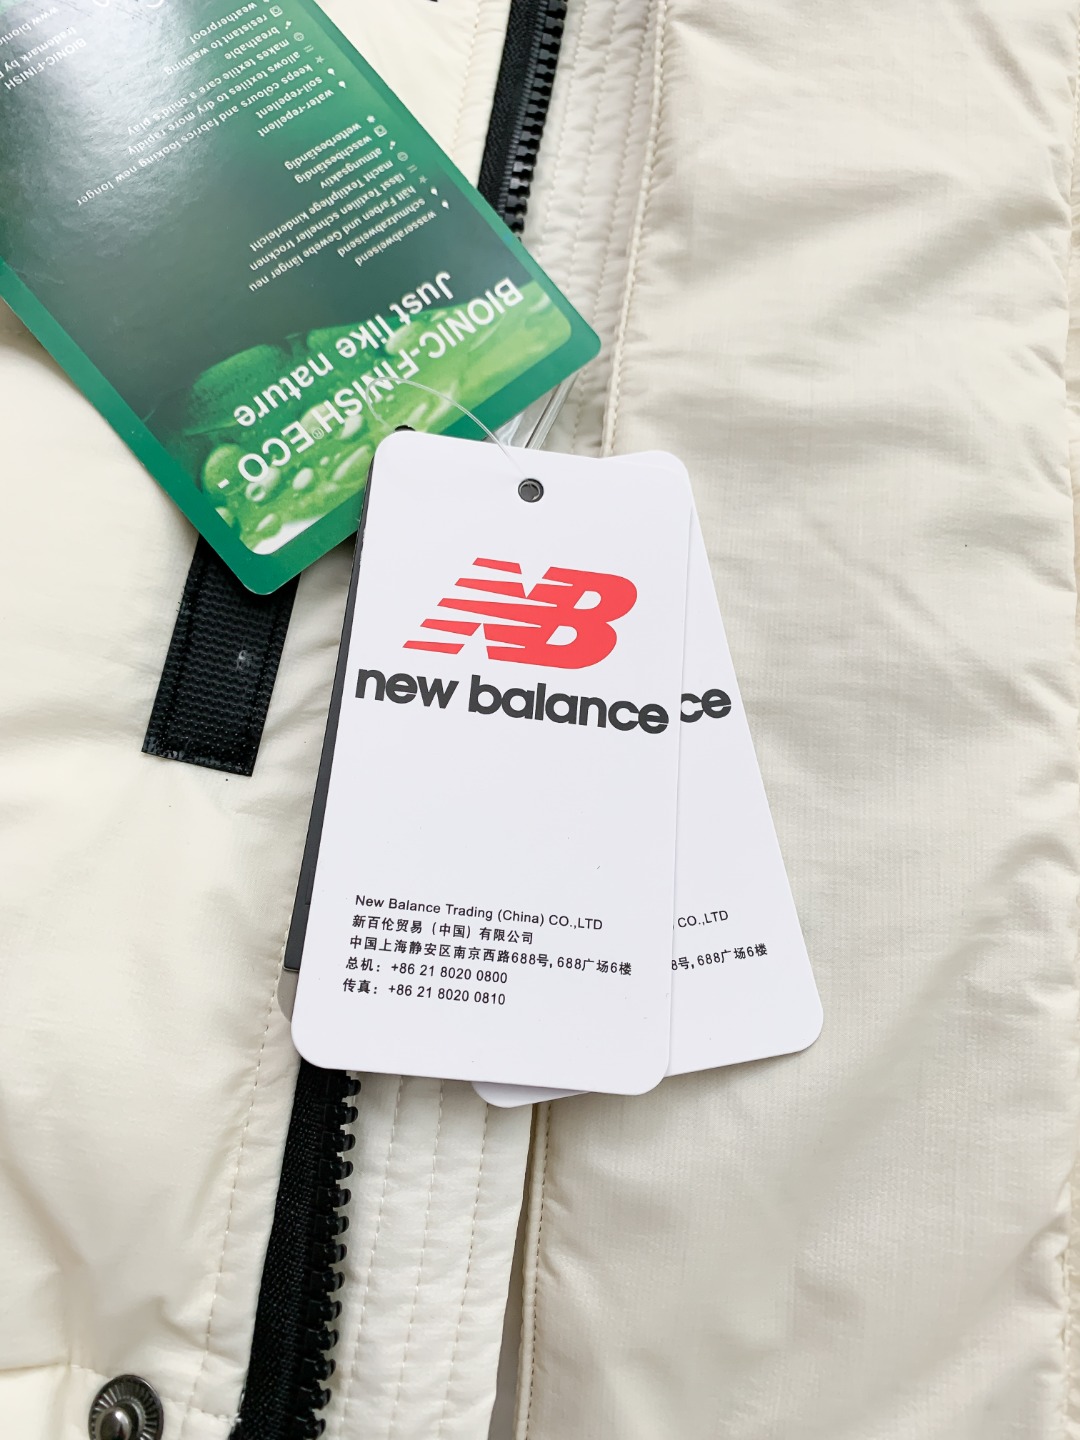 BIONIC-FINISH® ECO -
Just like nature
wasserabweisend
schmutzabweisend
hält Farben und Gewebe länger neu
lässt Textilien schneller trocknen
macht Textilpflege kinderleicht
atmungsaktiv
waschbeständig
wetterbeständig
water-repellent
soil-repellent
keeps colours and fabrics looking new longer
allows textiles to dry more rapidly
makes textile care a child's play
breathable
resistant to washing
weatherproof
BIONIC-FINISH
trademark by
www.bionic
NB
new balance
New Balance Trading (China) CO.,LTD
新百伦贸易（中国）有限公司
中国上海静安区南京西路688号, 688广场6楼
总机: +86 21 8020 0800
传真: +86 21 8020 0810
ce
CO.,LTD
8号, 688广场6楼